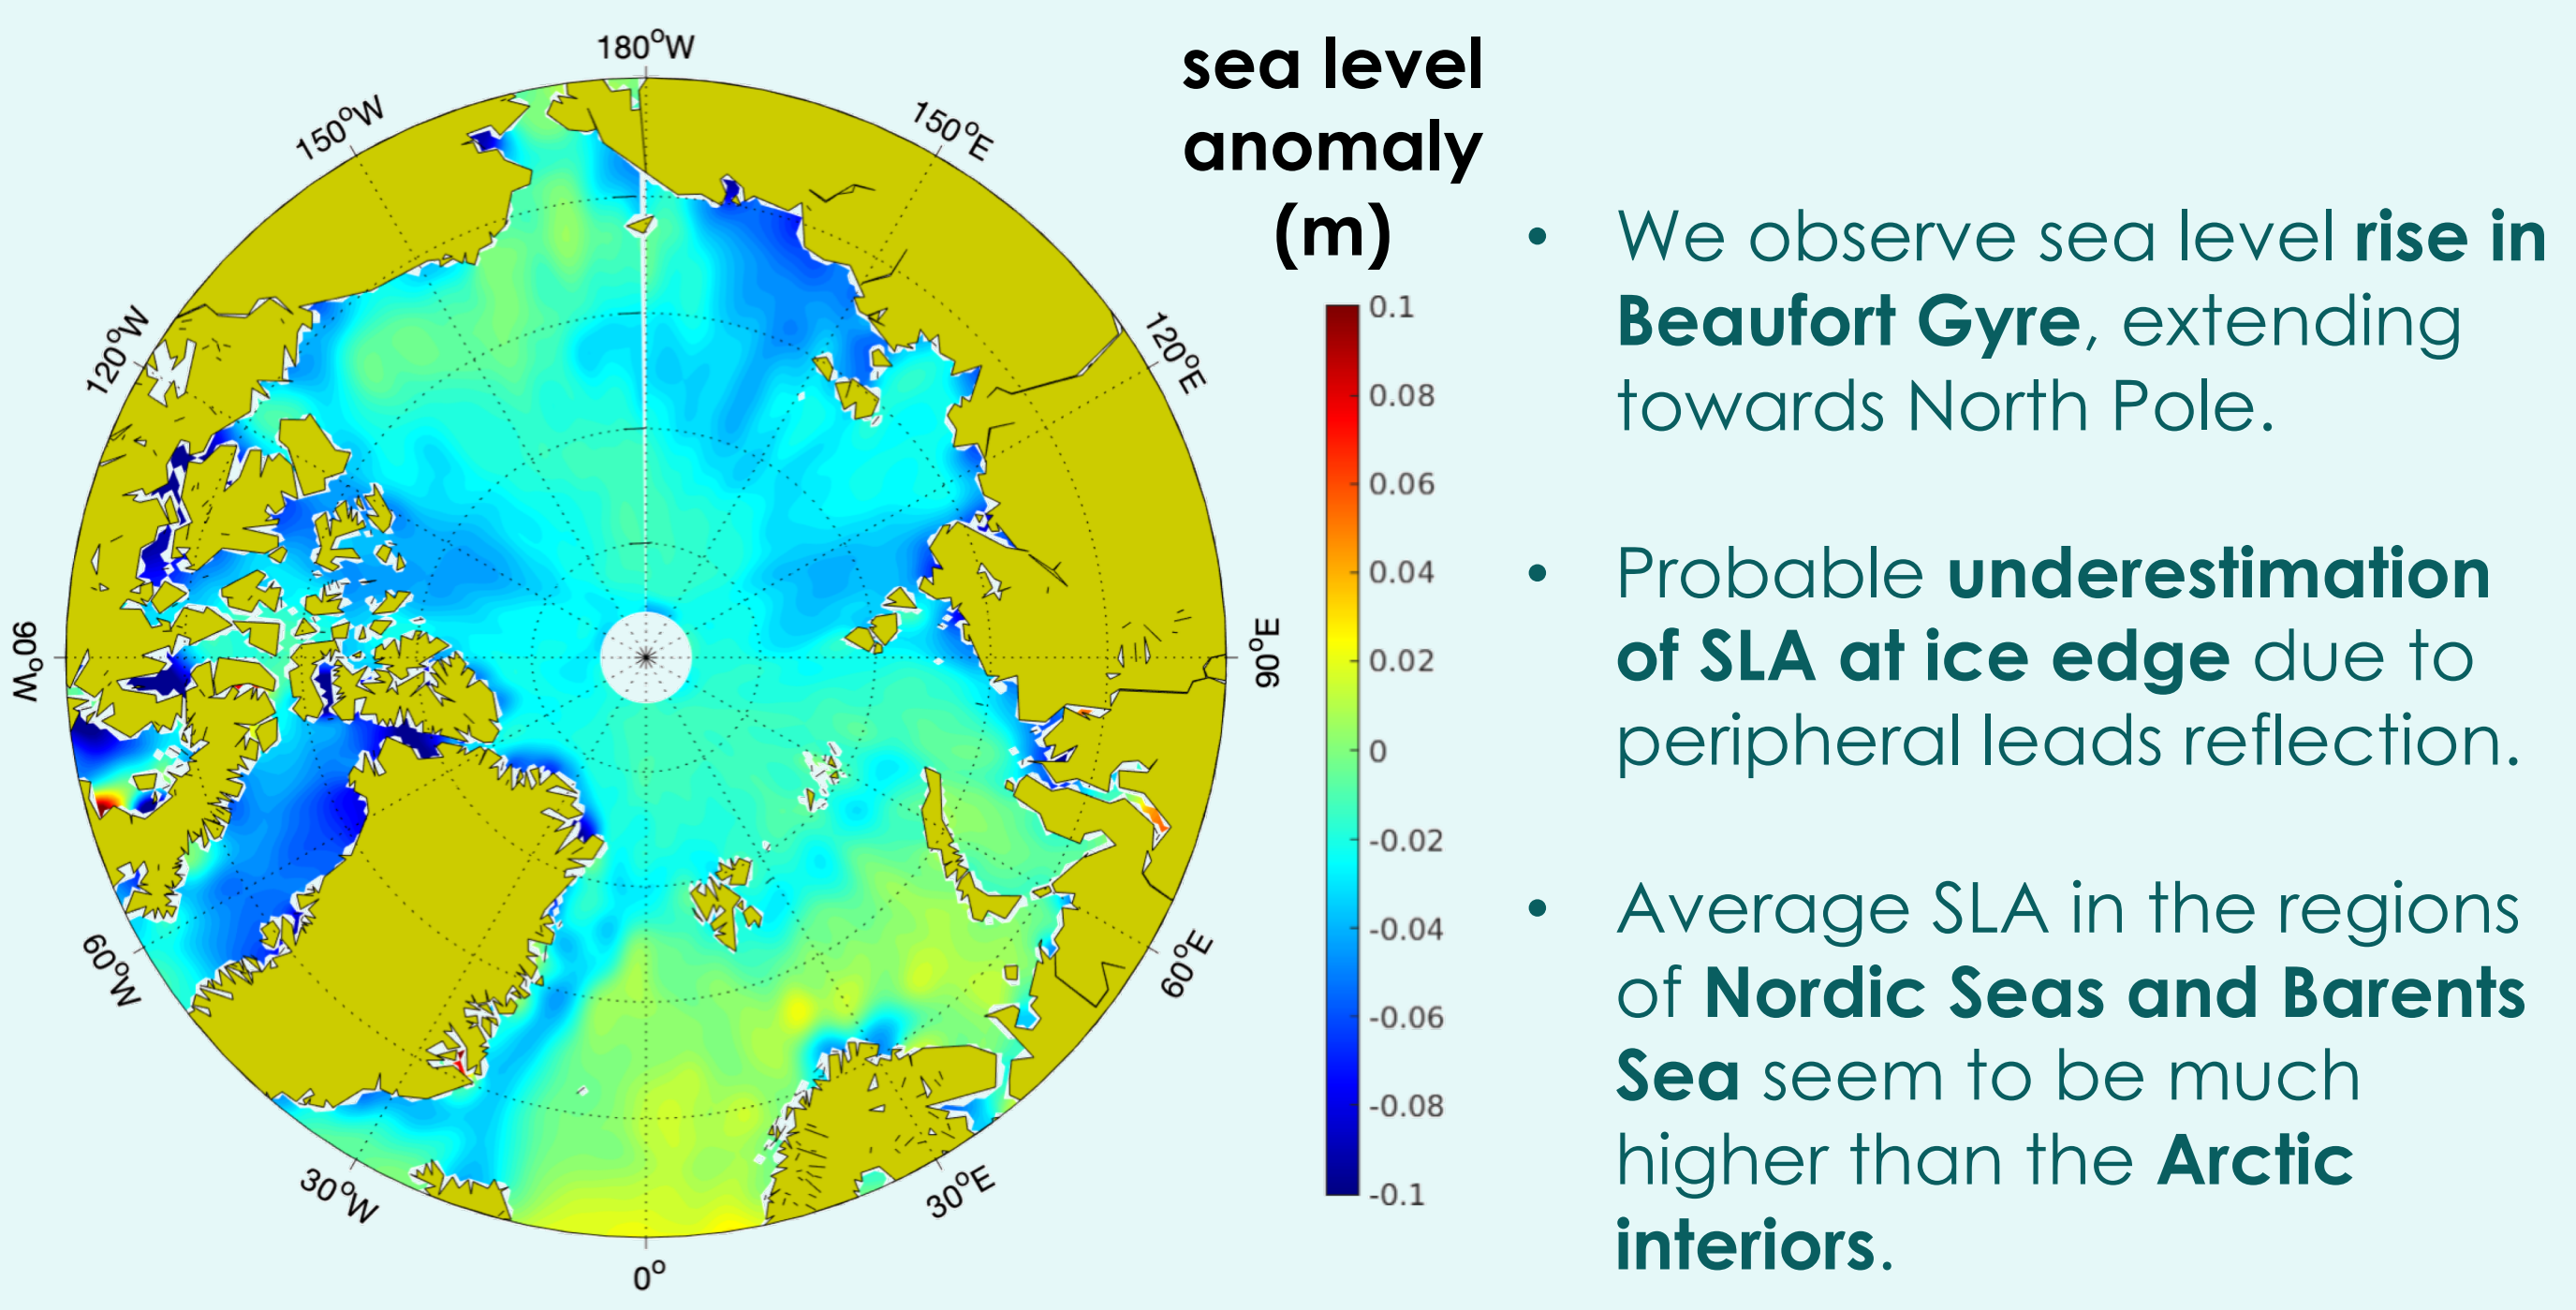 180°W
150°W
150°E
120°W
120°E
90°W
90°E
60°W
60°E
30°W
30°E
0°
sea level
anomaly
(m)
0.1
0.08
0.06
0.04
0.02
0
-0.02
-0.04
-0.06
-0.08
-0.1
• We observe sea level rise in
Beaufort Gyre, extending
towards North Pole.
• Probable underestimation
of SLA at ice edge due to
peripheral leads reflection.
• Average SLA in the regions
of Nordic Seas and Barents
Sea seem to be much
higher than the Arctic
interiors.